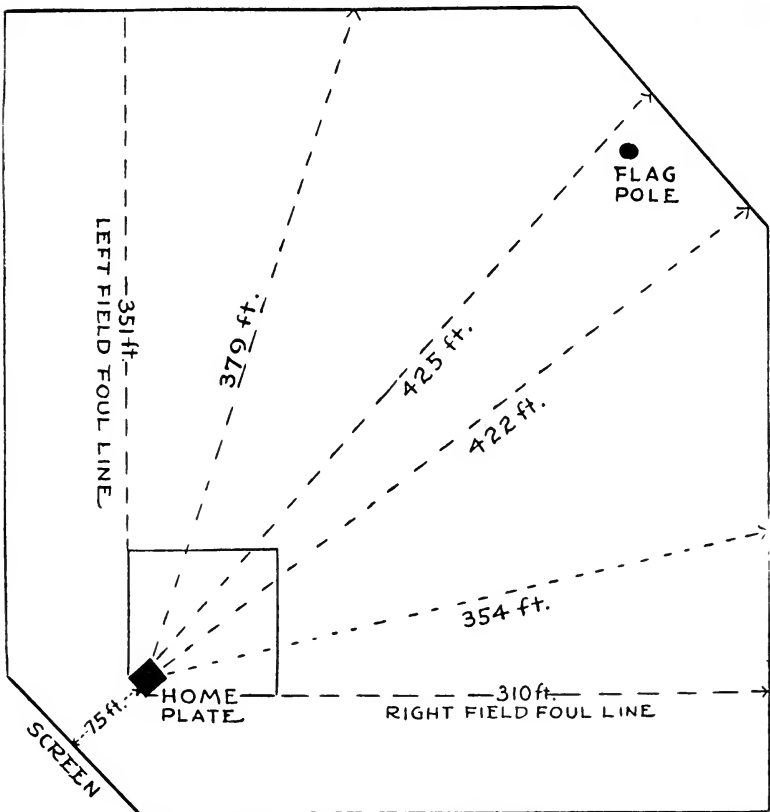 FLAG
POLE
LEFT FIELD FOUL LINE
351 ft.
379 ft.
425 ft.
422 ft.
354 ft.
HOME
PLATE
310 ft.
RIGHT FIELD FOUL LINE
75 ft.
SCREEN